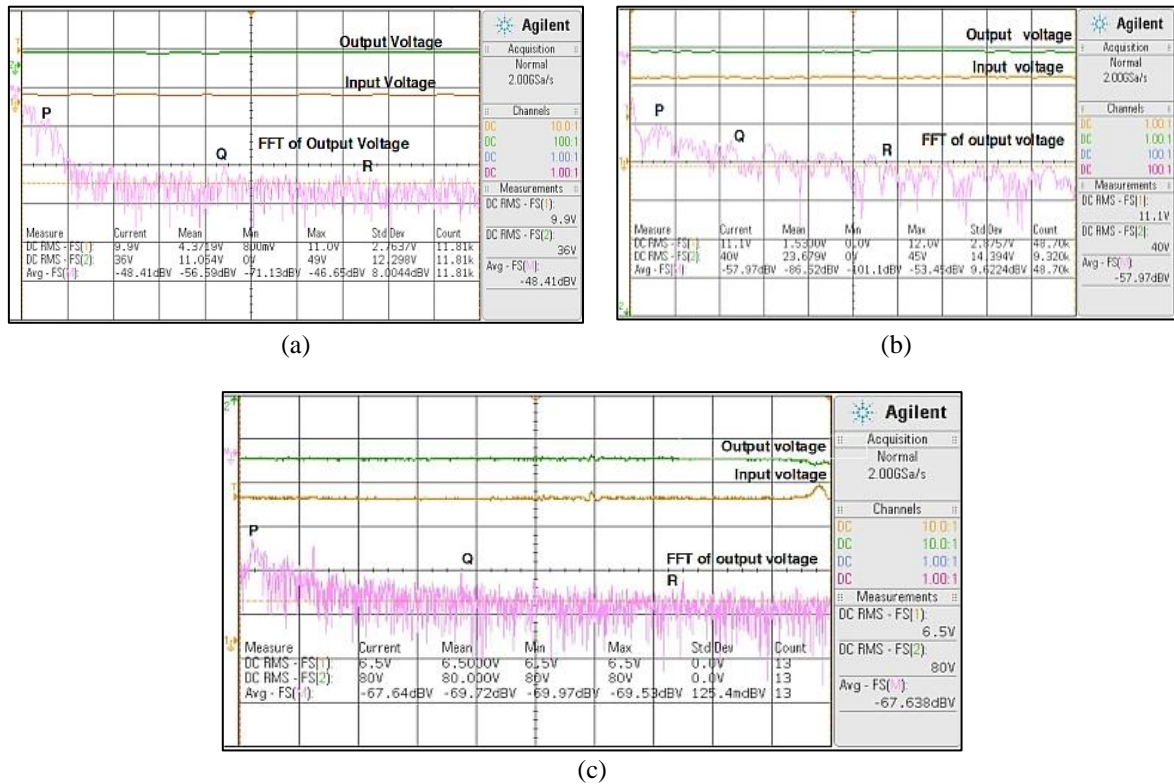 Output Voltage
Input Voltage
P
FFT of Output Voltage
Q
R
Measure Current Mean Min Max Std Dev Count
DC RMS - FS(1): 9.9V 4.3719V 800mV 11.0V 2.7637V 11.81k
DC RMS - FS(2): 36V 11.064V 0V 49V 12.298V 11.81k
Avg - FS(M): -48.41dBV -56.59dBV -71.13dBV -46.65dBV 8.0044dBV 11.81k
Agilent
Acquisition
Normal
2.00GSa/s
Channels
DC 10.0:1
DC 100:1
DC 1.00:1
DC 1.00:1
Measurements
DC RMS - FS(1):
9.9V
DC RMS - FS(2):
36V
Avg - FS(M):
-48.41dBV
(a)
Output voltage
Input voltage
P
Q
FFT of output voltage
R
Measure Current Mean Min Max Std Dev Count
DC RMS - FS(1): 11.1V 1.5300V 0.0V 12.0V 2.8757V 48.70k
DC RMS - FS(2): 40V 23.679V 0V 45V 14.394V 9.320k
Avg - FS(M): -57.97dBV -86.52dBV -101.1dBV -53.45dBV 9.6224dBV 48.70k
Agilent
Acquisition
Normal
2.00GSa/s
Channels
DC 1.00:1
DC 1.00:1
DC 100:1
DC 100:1
Measurements
DC RMS - FS(1):
11.1V
DC RMS - FS(2):
40V
Avg - FS(M):
-57.97dBV
(b)
Output voltage
Input voltage
P
Q
FFT of output voltage
R
Measure Current Mean Min Max Std Dev Count
DC RMS - FS(1): 6.5V 6.5000V 6.5V 6.5V 0.0V 13
DC RMS - FS(2): 80V 80.000V 80V 80V 0.0V 13
Avg - FS(M): -67.64dBV -69.72dBV -69.97dBV -69.53dBV 125.4mdBV 13
Agilent
Acquisition
Normal
2.00GSa/s
Channels
DC 10.0:1
DC 10.0:1
DC 1.00:1
DC 1.00:1
Measurements
DC RMS - FS(1):
6.5V
DC RMS - FS(2):
80V
Avg - FS(M):
-67.638dBV
(c)